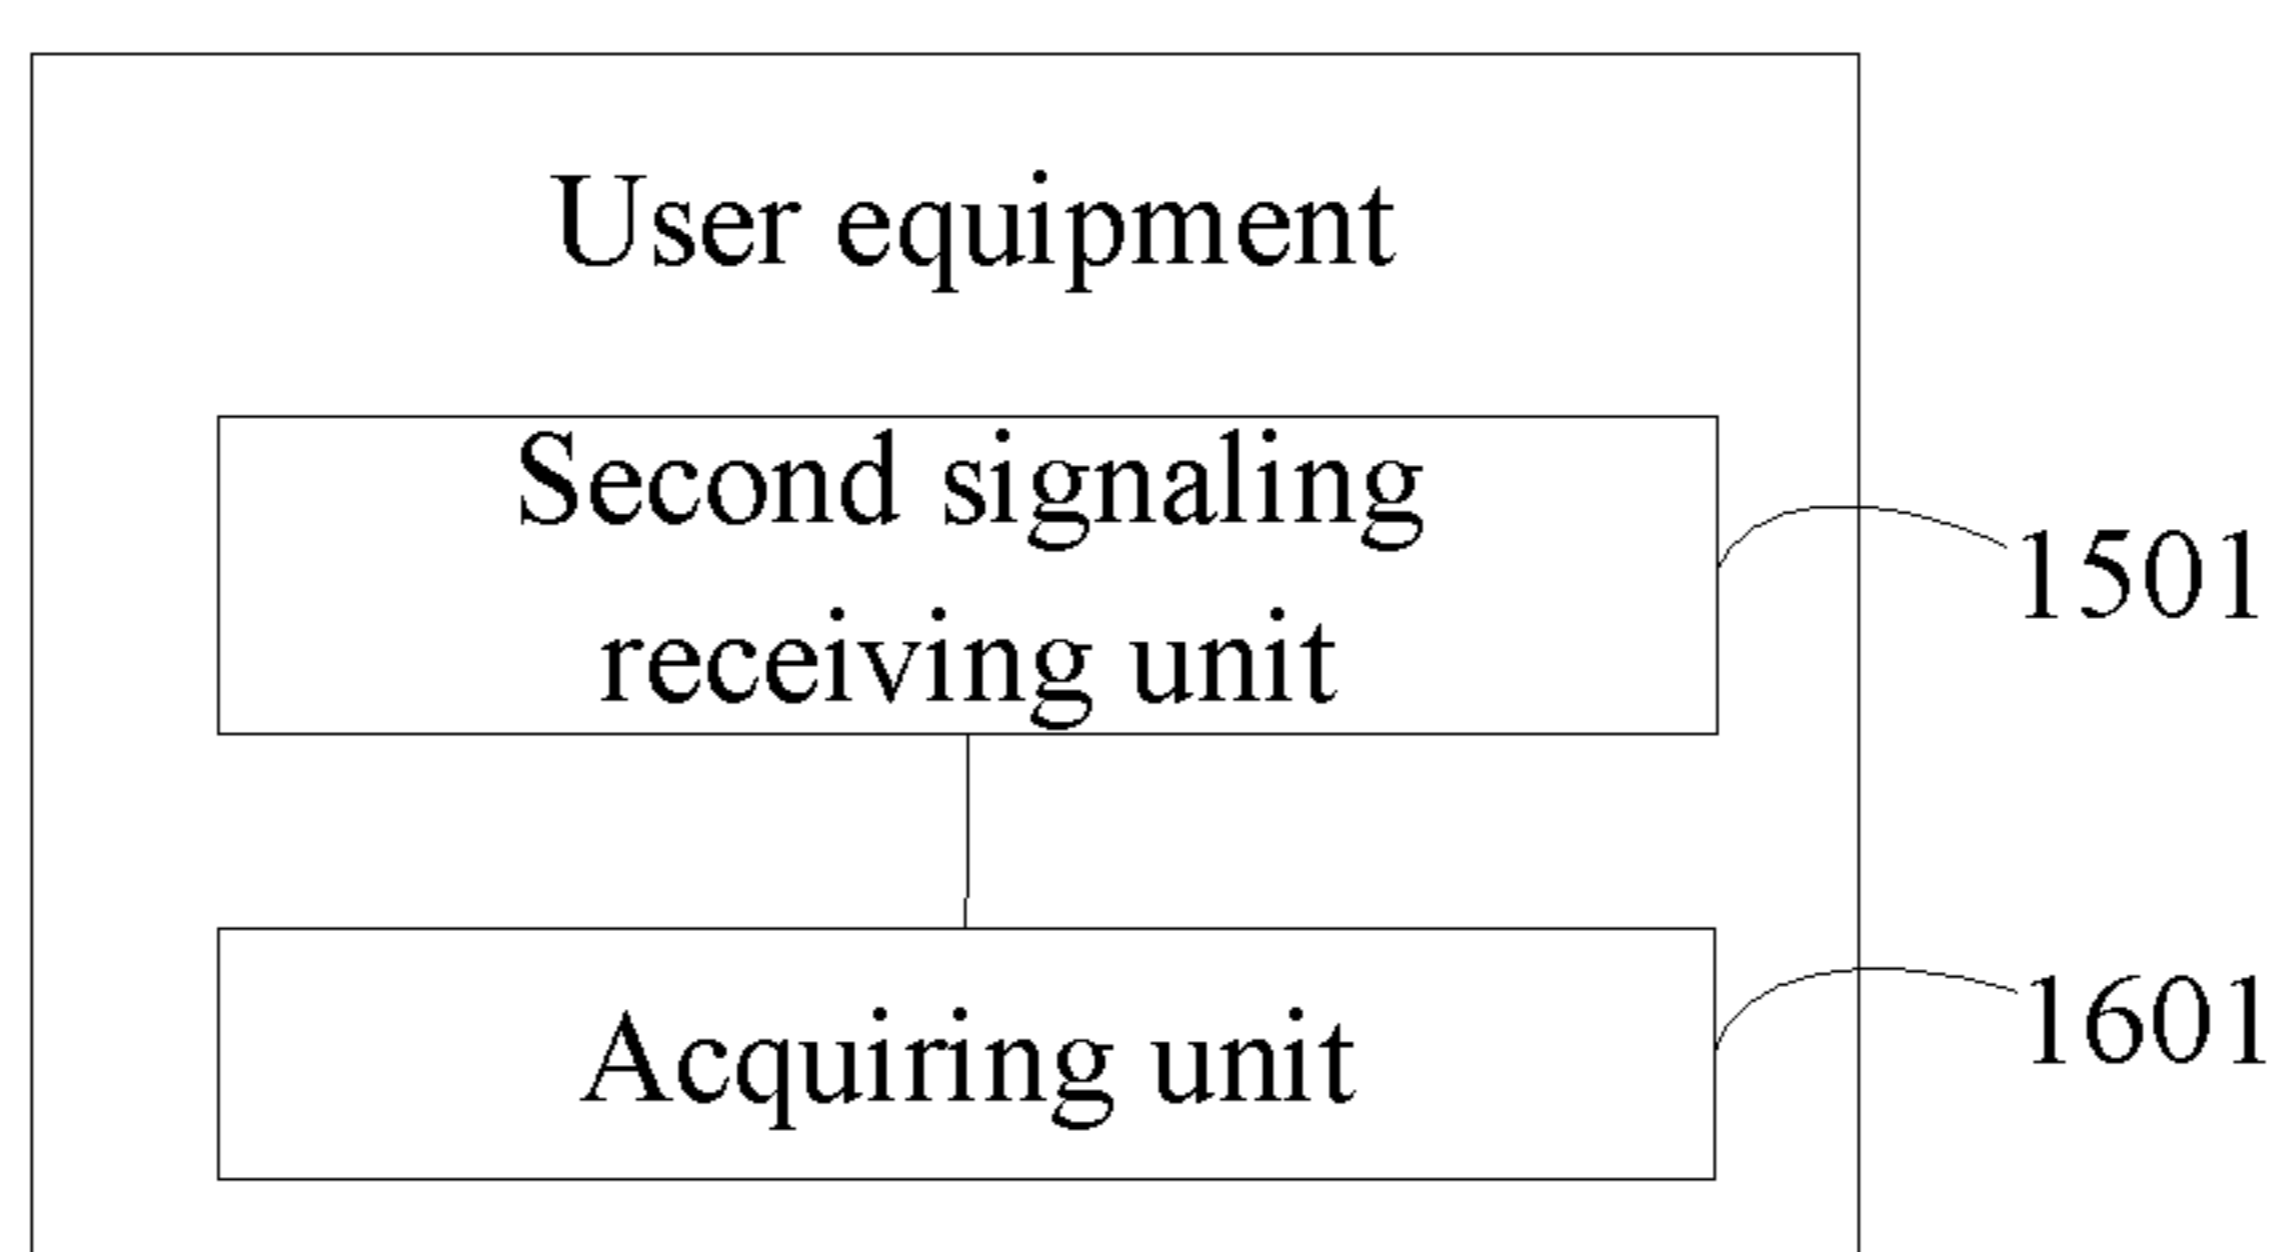 User equipment
Second signaling
receiving unit
1501
Acquiring unit
1601